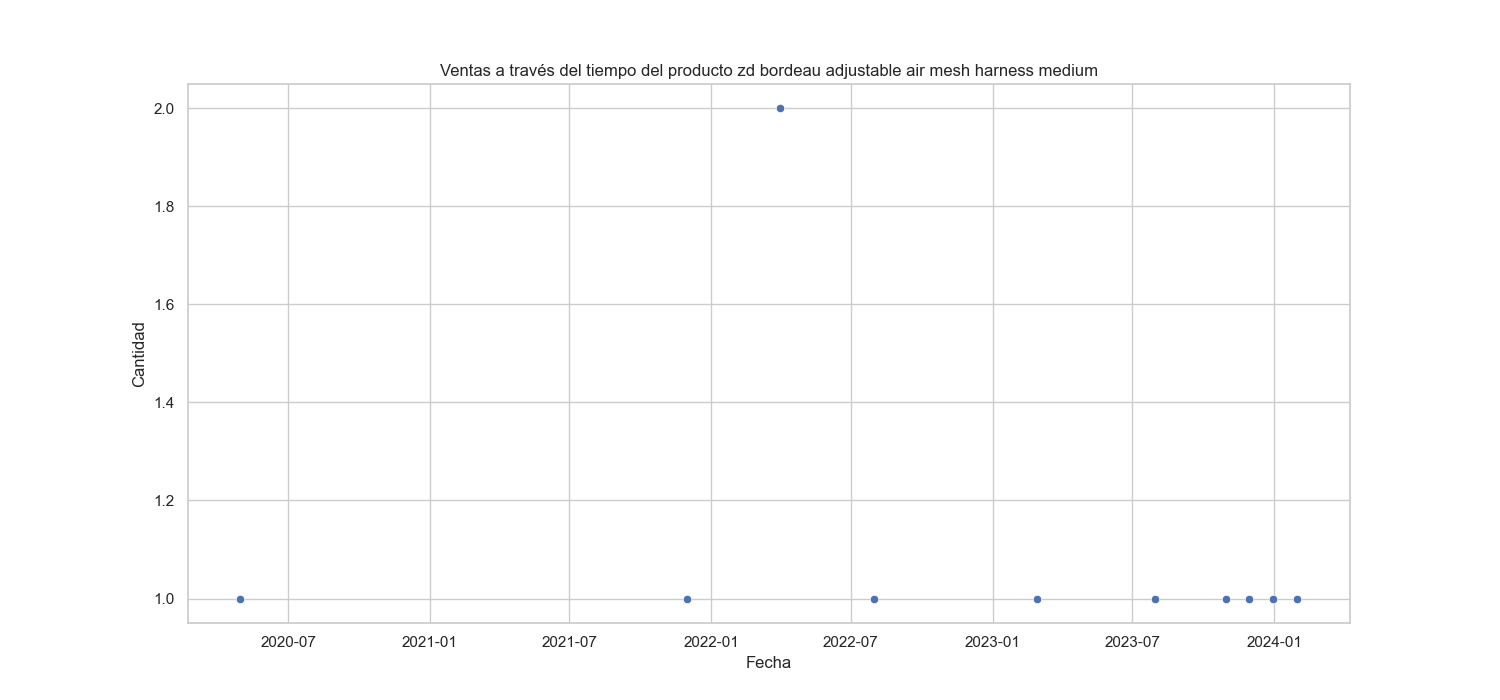 Ventas a través del tiempo del producto zd bordeau adjustable air mesh harness medium
2.0
1.8
1.6
1.4
1.2
1.0
Cantidad
2020-07 2021-01 2021-07 2022-01 2022-07 2023-01 2023-07 2024-01
Fecha